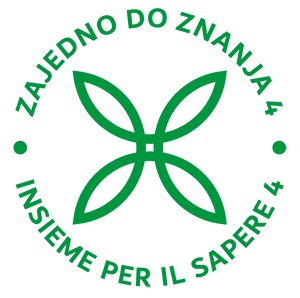 ZAJEDNO DO ZNANJA 4
INSIEME PER IL SAPERE 4